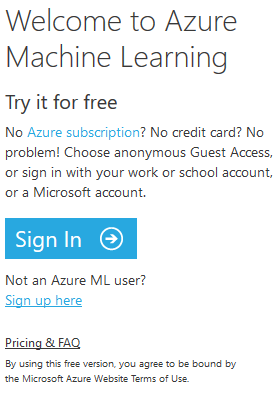 Welcome to Azure
Machine Learning
Try it for free
No Azure subscription? No credit card? No
problem! Choose anonymous Guest Access,
or sign in with your work or school account,
or a Microsoft account.
Sign In
Not an Azure ML user?
Sign up here
Pricing & FAQ
By using this free version, you agree to be bound by
the Microsoft Azure Website Terms of Use.